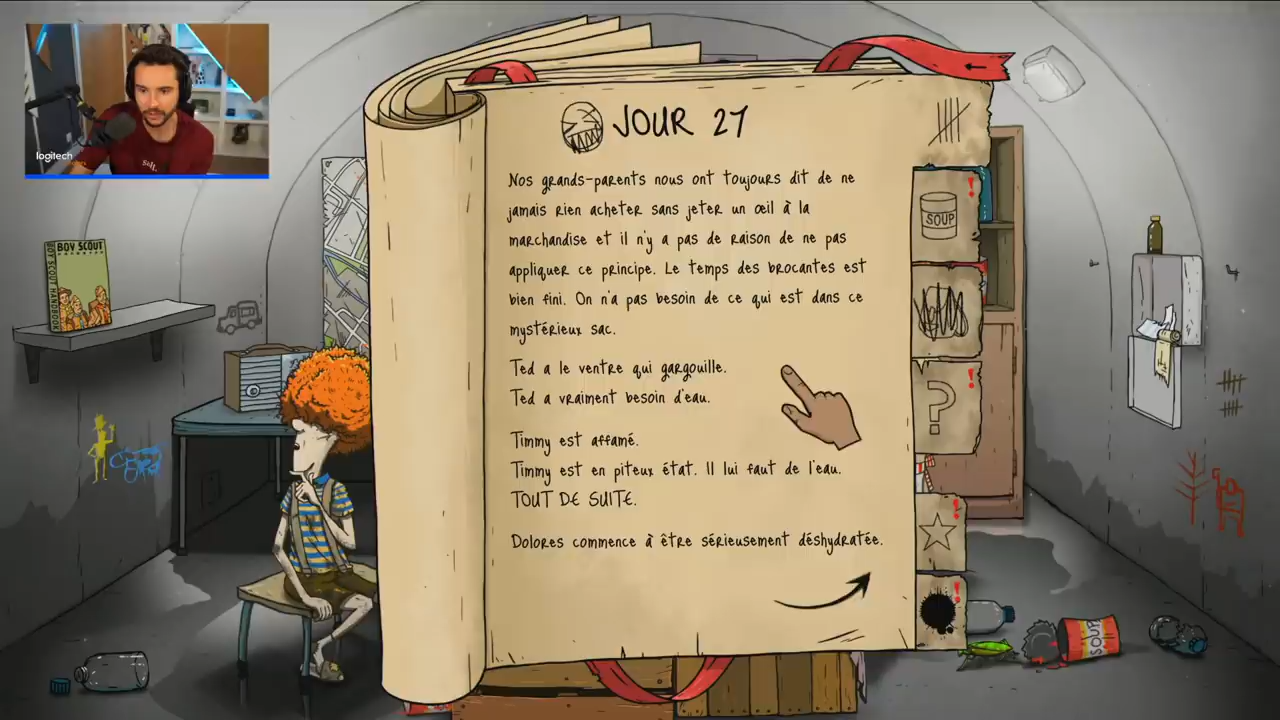 JOUR 27
Nos grands-parents nous ont toujours dit de ne
jamais rien acheter sans jeter un œil à la
marchandise et il n'y a pas de raison de ne pas
appliquer ce principe. Le temps des brocantes est
bien fini. On n'a pas besoin de ce qui est dans ce
mystérieux sac.
Ted a le ventre qui gargouille.
Ted a vraiment besoin d'eau.
Timmy est affamé.
Timmy est en piteux état. Il lui faut de l'eau.
TOUT DE SUITE.
Dolores commence à être sérieusement déshydratée.
SOUP
?
logitech
BOY SCOUT
HANDBOOK
BOY SCOUT HANDBOOK
SOUP